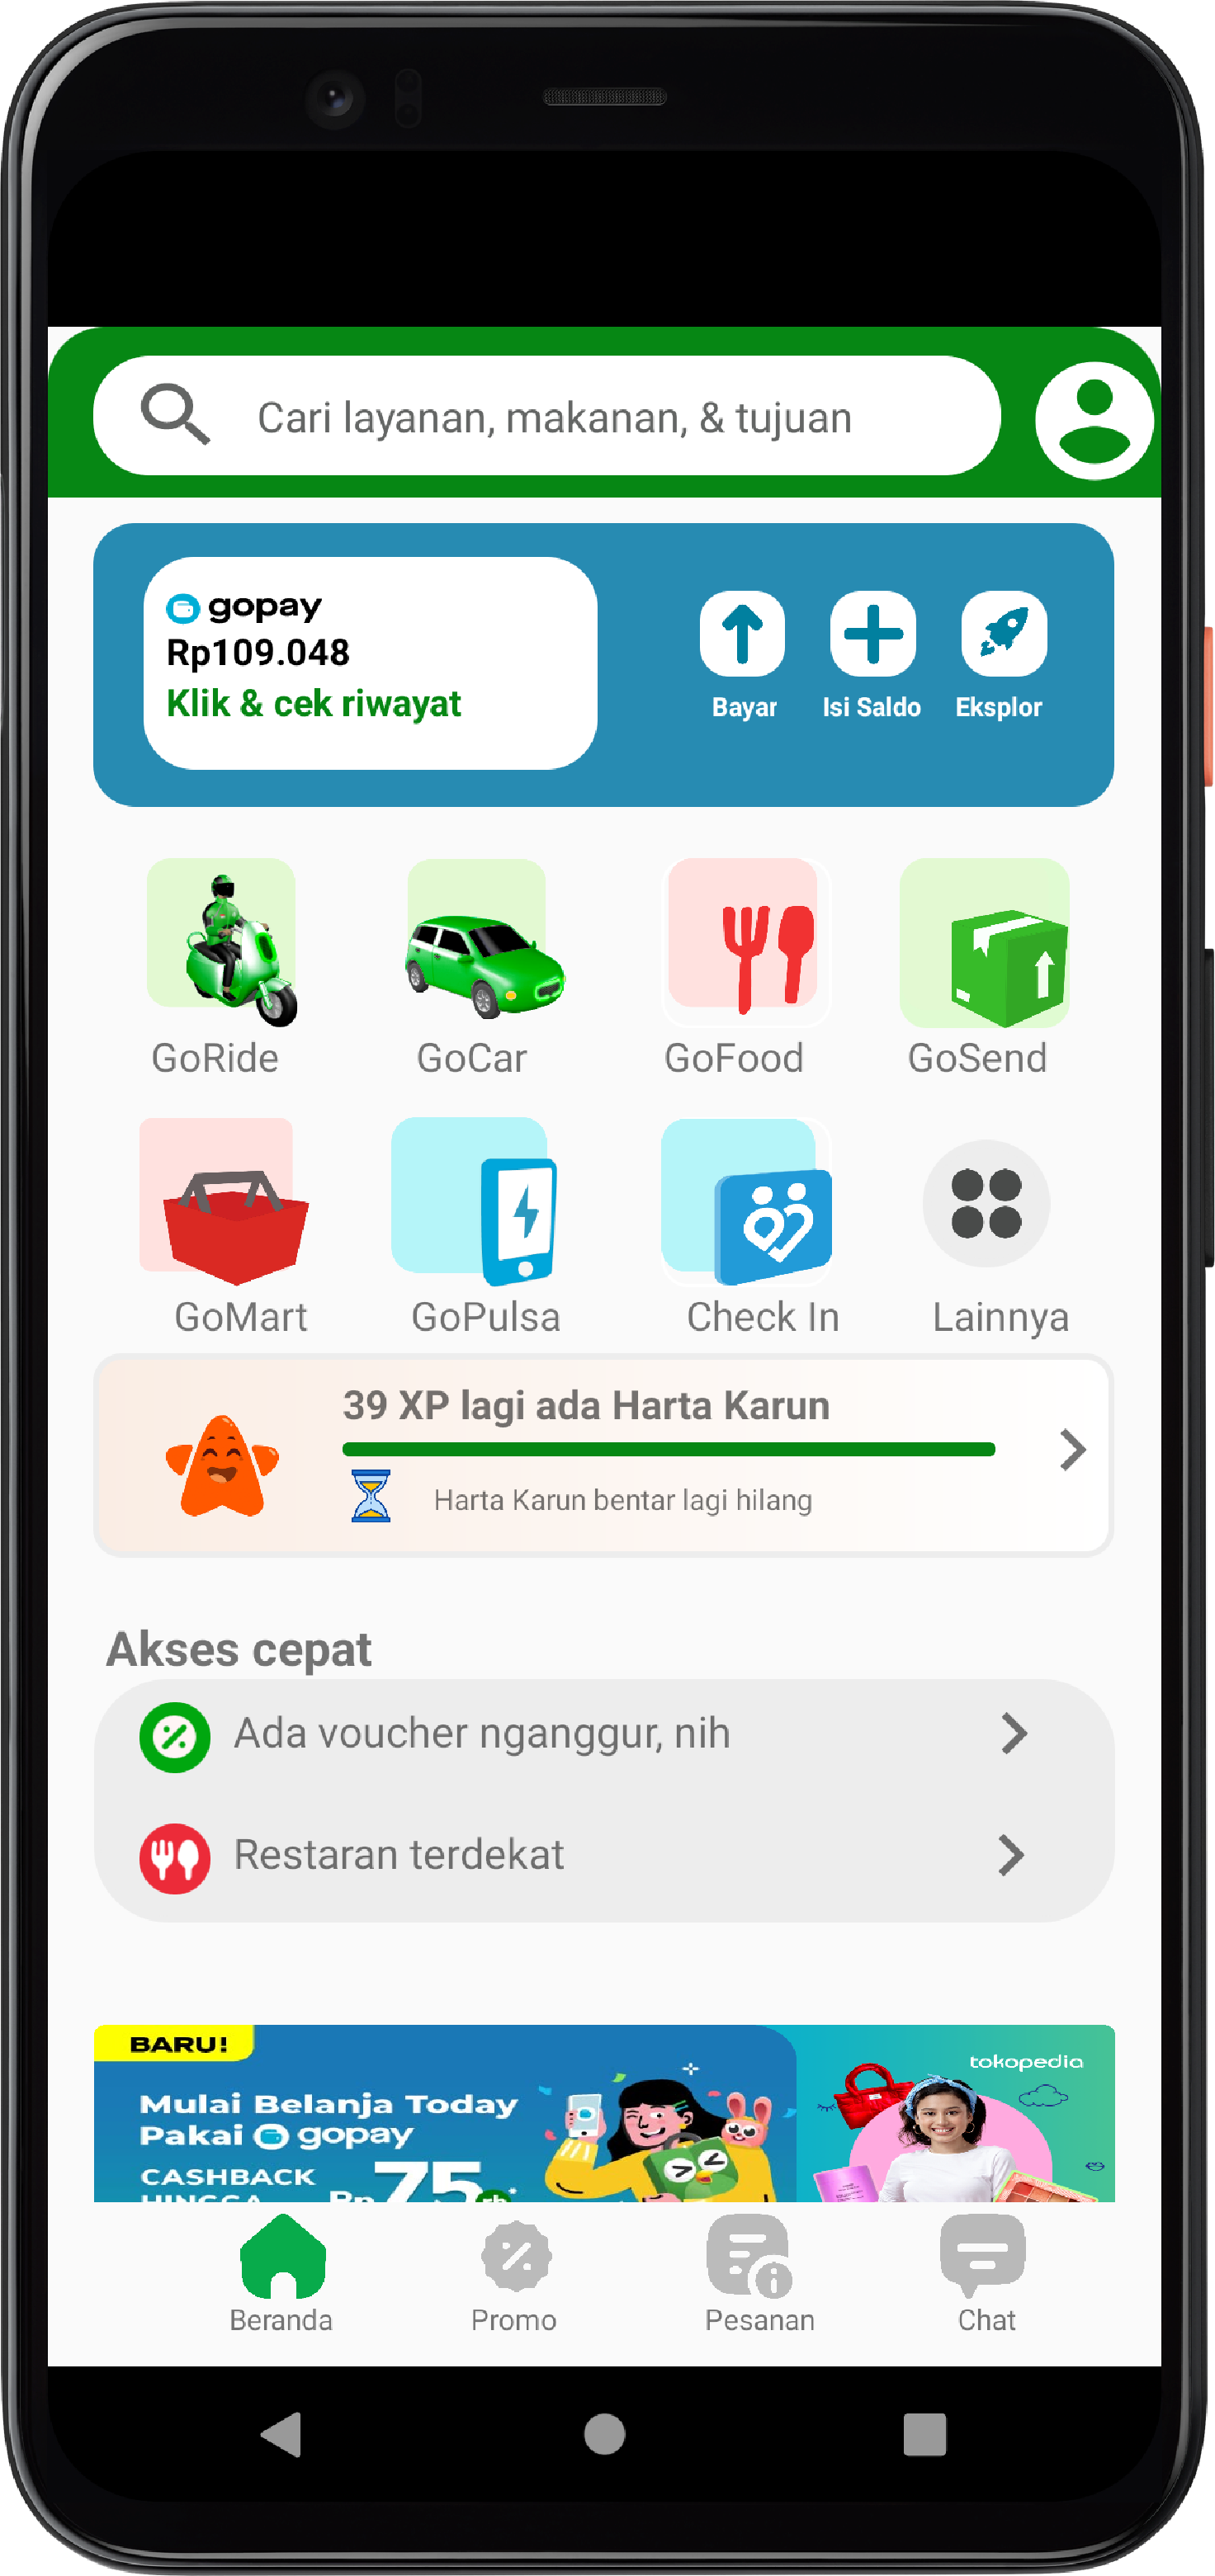 Cari layanan, makanan, & tujuan
gopay
Rp109.048
Klik & cek riwayat
Bayar
Isi Saldo
Eksplor
GoRide
GoCar
GoFood
GoSend
GoMart
GoPulsa
Check In
Lainnya
39 XP lagi ada Harta Karun
Harta Karun bentar lagi hilang
Akses cepat
Ada voucher nganggur, nih
Restaran terdekat
BARU!
tokopedia
Mulai Belanja Today
Pakai gopay
CASHBACK
HINGGA Rp75rb*
Beranda
Promo
Pesanan
Chat